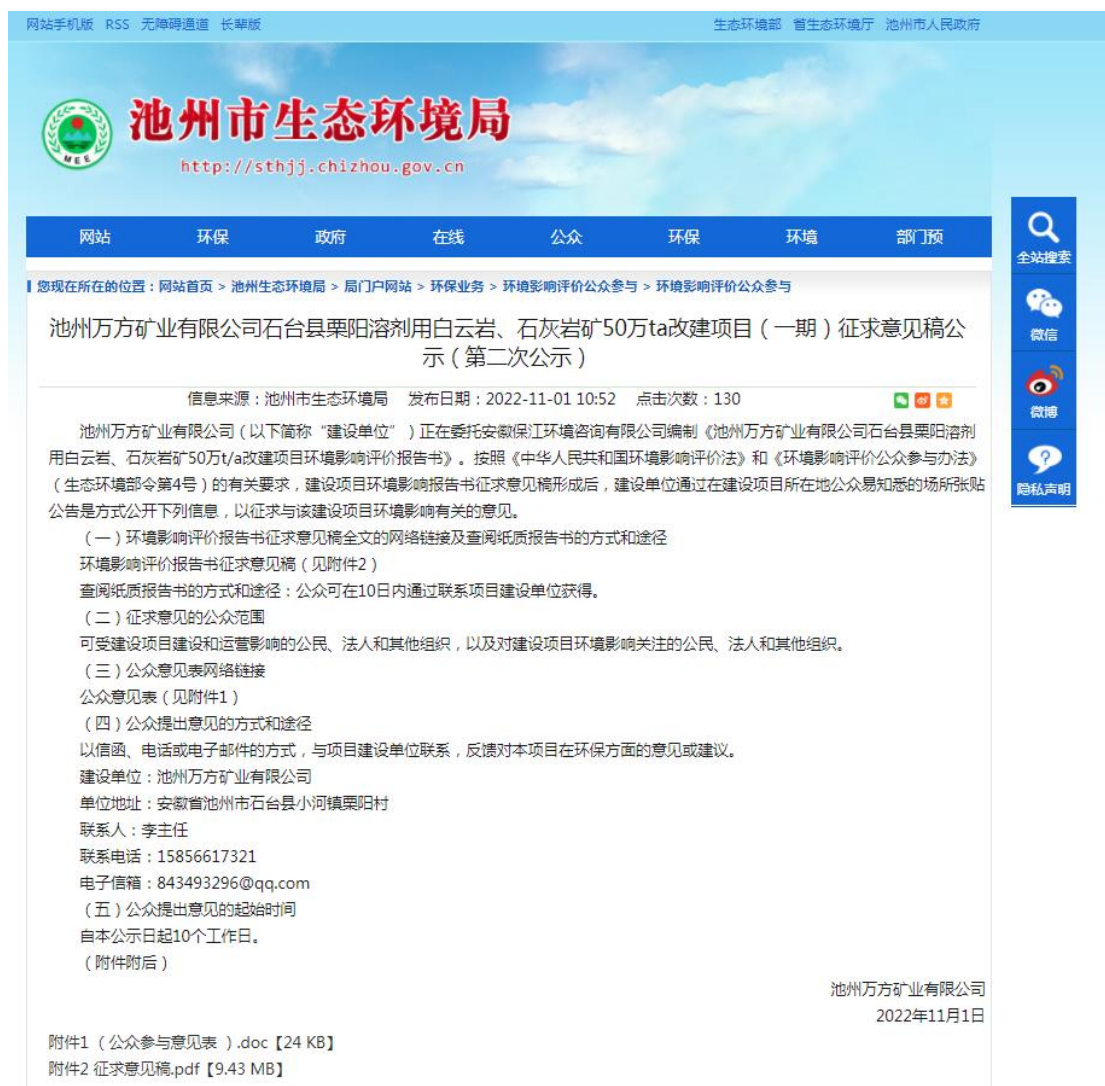 网站手机版 RSS 无障碍通道 长辈版
生态环境部 省生态环境厅 池州市人民政府
MEE
池州市生态环境局
http://sthjj.chizhou.gov.cn
网站 环保 政府 在线 公众 环保 环境 部门预
全站搜索
微信
微博
隐私声明
您现在所在的位置：网站首页 > 池州生态环境局 > 局门户网站 > 环保业务 > 环境影响评价公众参与 > 环境影响评价公众参与
池州万方矿业有限公司石台县栗阳溶剂用白云岩、石灰岩矿50万ta改建项目（一期）征求意见稿公
示（第二次公示）
信息来源：池州市生态环境局 发布日期：2022-11-01 10:52 点击次数：130
池州万方矿业有限公司（以下简称“建设单位”）正在委托安徽保江环境咨询有限公司编制《池州万方矿业有限公司石台县栗阳溶剂
用白云岩、石灰岩矿50万t/a改建项目环境影响评价报告书》。按照《中华人民共和国环境影响评价法》和《环境影响评价公众参与办法》
（生态环境部令第4号）的有关要求，建设项目环境影响报告书征求意见稿形成后，建设单位通过在建设项目所在地公众易知悉的场所张贴
公告是方式公开下列信息，以征求与该建设项目环境影响有关的意见。
（一）环境影响评价报告书征求意见稿全文的网络链接及查阅纸质报告书的方式和途径
环境影响评价报告书征求意见稿（见附件2）
查阅纸质报告书的方式和途径：公众可在10日内通过联系项目建设单位获得。
（二）征求意见的公众范围
可受建设项目建设和运营影响的公民、法人和其他组织，以及对建设项目环境影响关注的公民、法人和其他组织。
（三）公众意见表网络链接
公众意见表（见附件1）
（四）公众提出意见的方式和途径
以信函、电话或电子邮件的方式，与项目建设单位联系，反馈对本项目在环保方面的意见或建议。
建设单位：池州万方矿业有限公司
单位地址：安徽省池州市石台县小河镇栗阳村
联系人：李主任
联系电话：15856617321
电子信箱：843493296@qq.com
（五）公众提出意见的起始时间
自本公示日起10个工作日。
（附件附后）
池州万方矿业有限公司
2022年11月1日
附件1 （公众参与意见表 ）.doc【24 KB】
附件2 征求意见稿.pdf【9.43 MB】